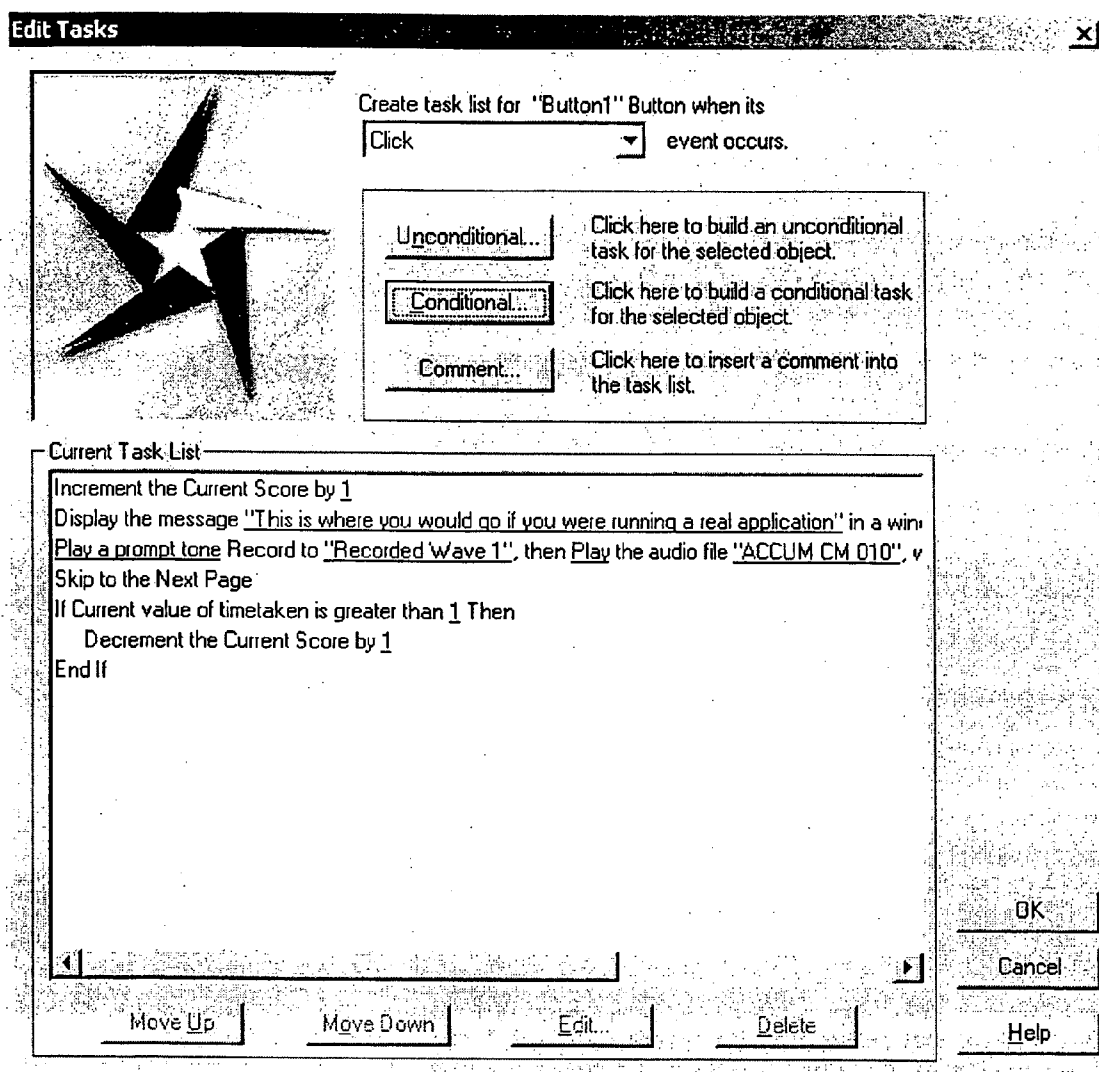 Edit Tasks
Create task list for "Button1" Button when its
Click event occurs.
Unconditional... Click here to build an unconditional
task for the selected object.
Conditional... Click here to build a conditional task
for the selected object.
Comment... Click here to insert a comment into
the task list.
Current Task List
Increment the Current Score by 1
Display the message "This is where you would go if you were running a real application" in a win
Play a prompt tone Record to "Recorded Wave 1", then Play the audio file "ACCUM CM 010",
Skip to the Next Page
If Current value of timetaken is greater than 1 Then
Decrement the Current Score by 1
End If
OK
Cancel
Move Up Move Down Edit... Delete Help